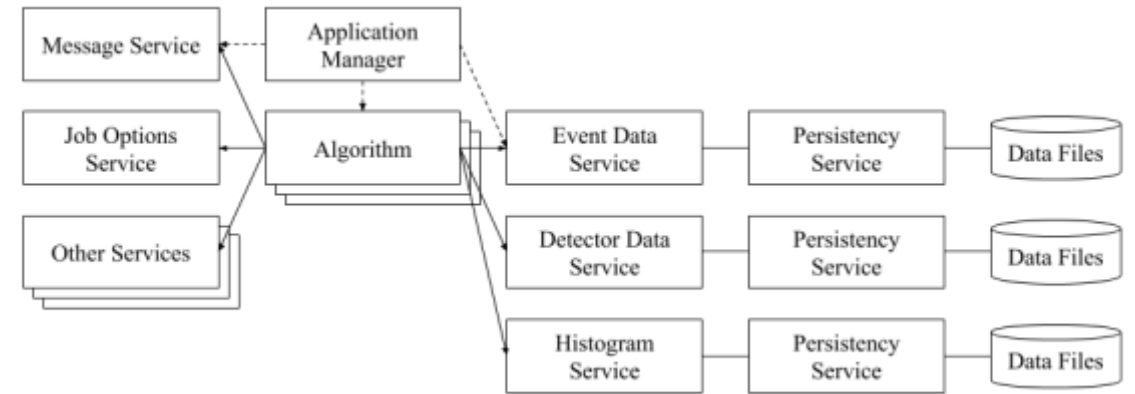 Message Service
Application
Manager
Job Options
Service
Algorithm
Event Data
Service
Persistency
Service
Data Files
Other Services
Detector Data
Service
Persistency
Service
Data Files
Histogram
Service
Persistency
Service
Data Files